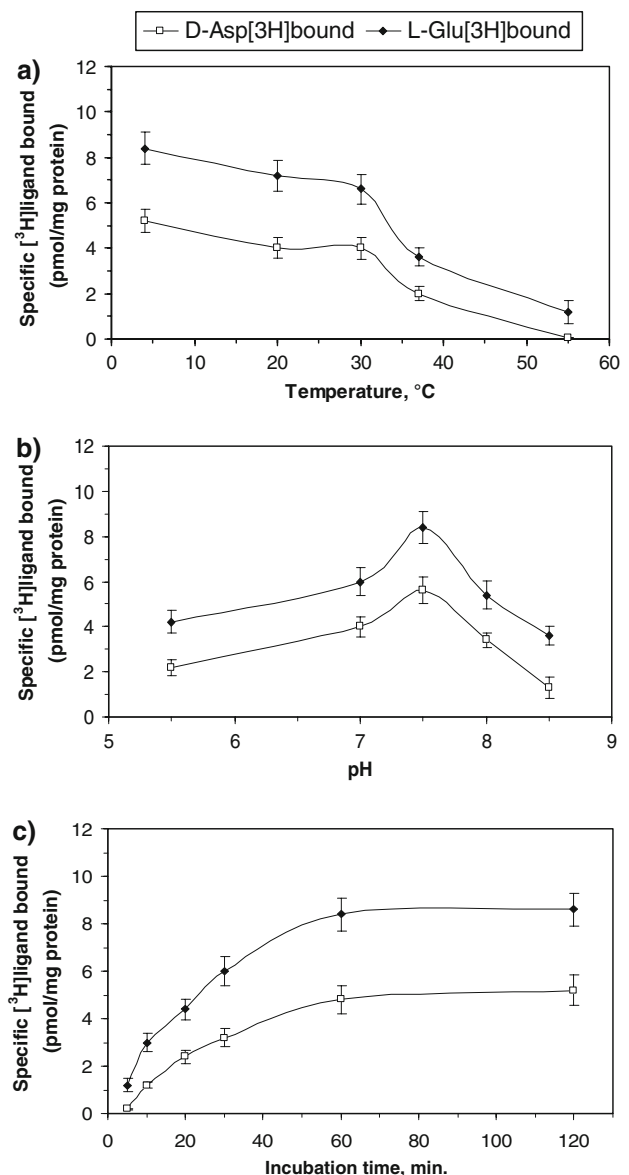 D-Asp[3H]bound L-Glu[3H]bound
a)
12
10
8
6
4
2
0
Specific [³H]ligand bound
(pmol/mg protein)
0 10 20 30 40 50 60
Temperature, °C
b)
12
10
8
6
4
2
0
Specific [³H]ligand bound
(pmol/mg protein)
5 6 7 8 9
pH
c)
12
10
8
6
4
2
0
Specific [³H]ligand bound
(pmol/mg protein)
0 20 40 60 80 100 120
Incubation time, min.